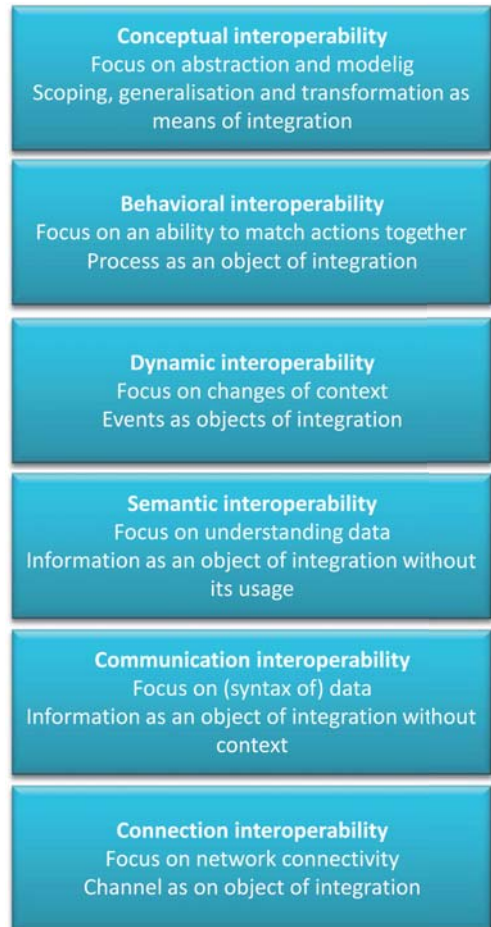 Conceptual interoperability
Focus on abstraction and modelig
Scoping, generalisation and transformation as
means of integration
Behavioral interoperability
Focus on an ability to match actions together
Process as an object of integration
Dynamic interoperability
Focus on changes of context
Events as objects of integration
Semantic interoperability
Focus on understanding data
Information as an object of integration without
its usage
Communication interoperability
Focus on (syntax of) data
Information as an object of integration without
context
Connection interoperability
Focus on network connectivity
Channel as on object of integration